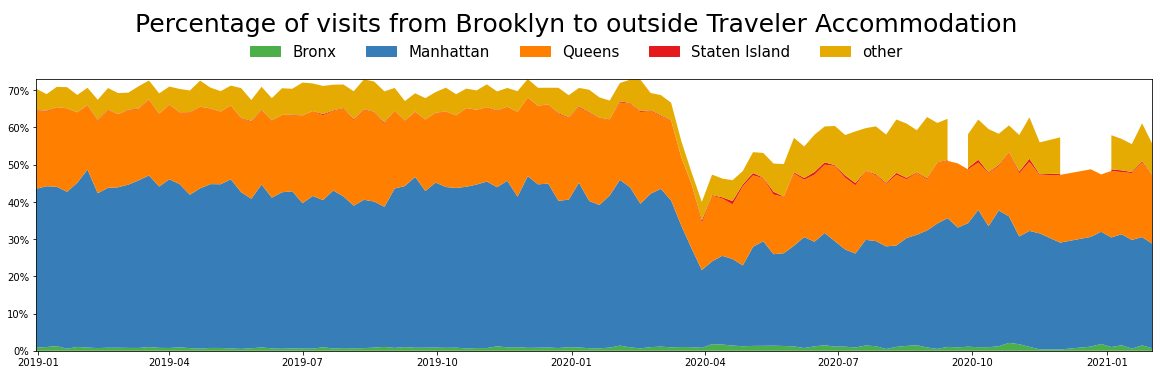 Percentage of visits from Brooklyn to outside Traveler Accommodation
Bronx Manhattan Queens Staten Island other
70%
60%
50%
40%
30%
20%
10%
0%
2019-01 2019-04 2019-07 2019-10 2020-01 2020-04 2020-07 2020-10 2021-01